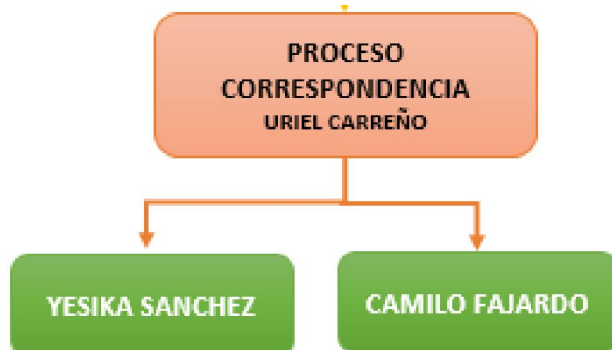 PROCESO
CORRESPONDENCIA
URIEL CARREÑO
YESIKA SANCHEZ
CAMILO FAJARDO